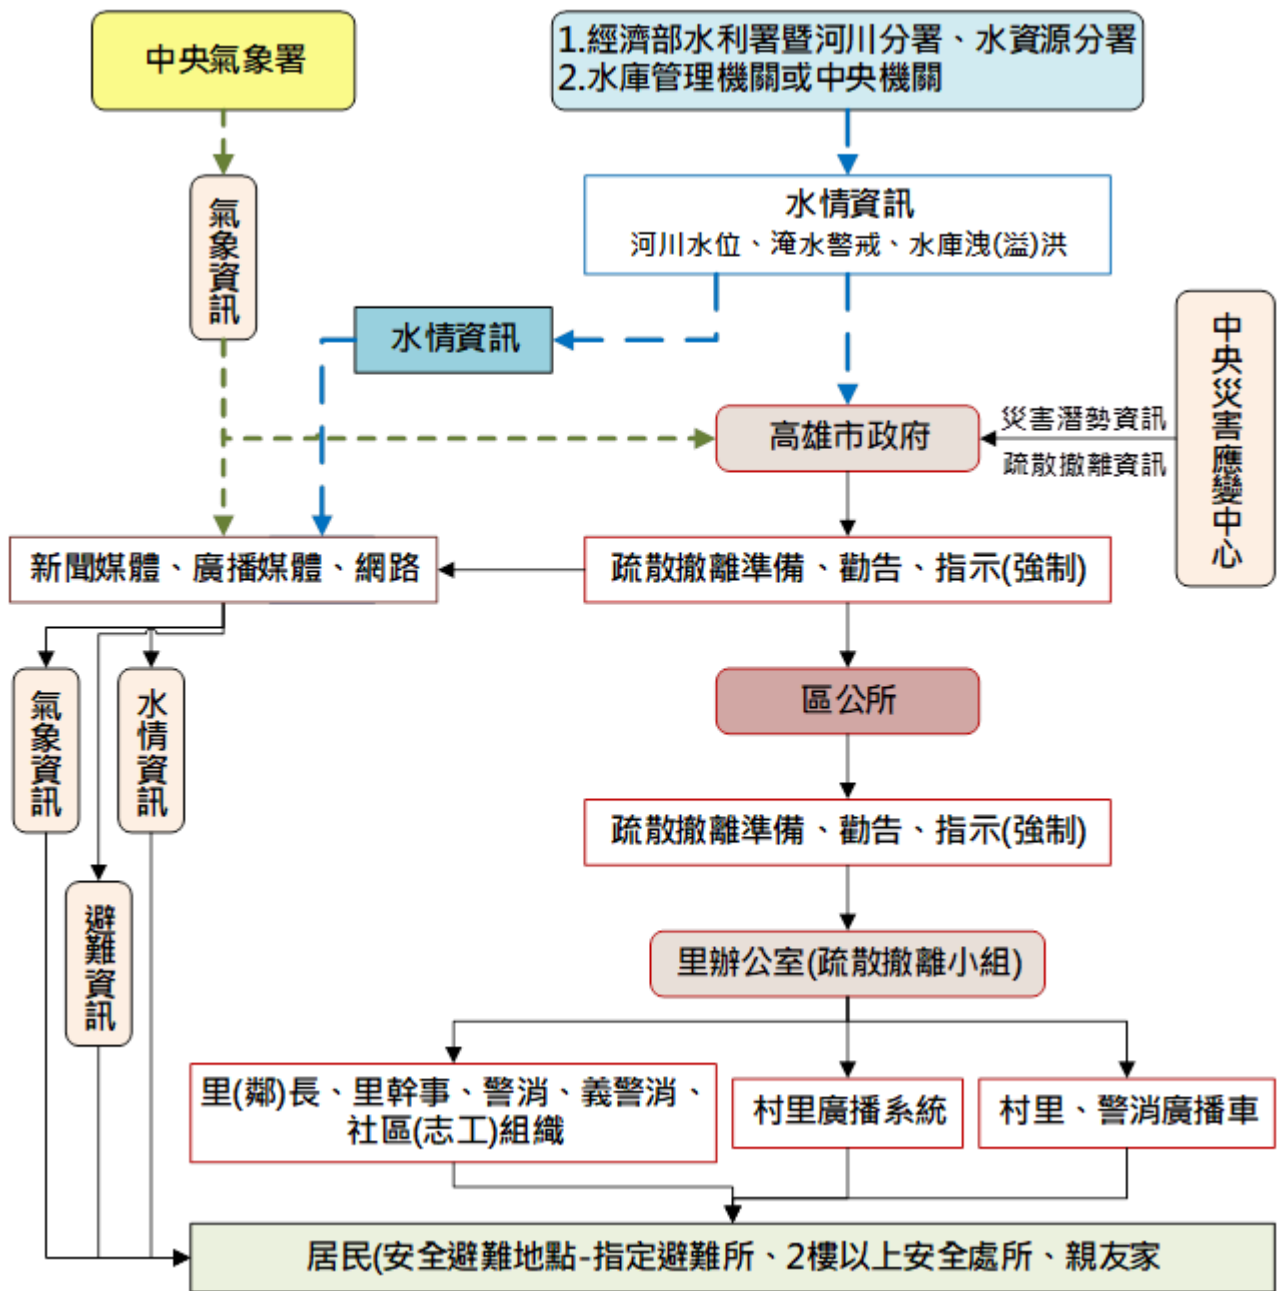 中央氣象署
1.經濟部水利署暨河川分署、水資源分署
2.水庫管理機關或中央機關
氣象資訊
水情資訊
河川水位、淹水警戒、水庫洩(溢)洪
水情資訊
中央災害應變中心
高雄市政府
災害潛勢資訊
疏散撤離資訊
新聞媒體、廣播媒體、網路
疏散撤離準備、勸告、指示(強制)
氣象資訊
水情資訊
區公所
疏散撤離準備、勸告、指示(強制)
避難資訊
里辦公室(疏散撤離小組)
里(鄰)長、里幹事、警消、義警消、
社區(志工)組織
村里廣播系統
村里、警消廣播車
居民(安全避難地點-指定避難所、2樓以上安全處所、親友家